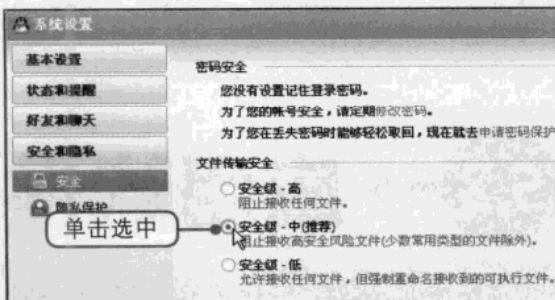 系统设置
基本设置
状态和提醒
好友和聊天
安全和隐私
安全
隐私保护
单击选中
密码安全
您没有设置记住登录密码。
为了您的帐号安全，请定期修改密码。
为了您在丢失密码时能够轻松取回，现在就去申请密码保护
文件传输安全
安全级 - 高
阻止接收任何文件。
安全级 - 中(推荐)
阻止接收高安全风险文件(少数常用类型的文件除外)。
安全级 - 低
允许接收任何文件，但强制重命名接收到的可执行文件。